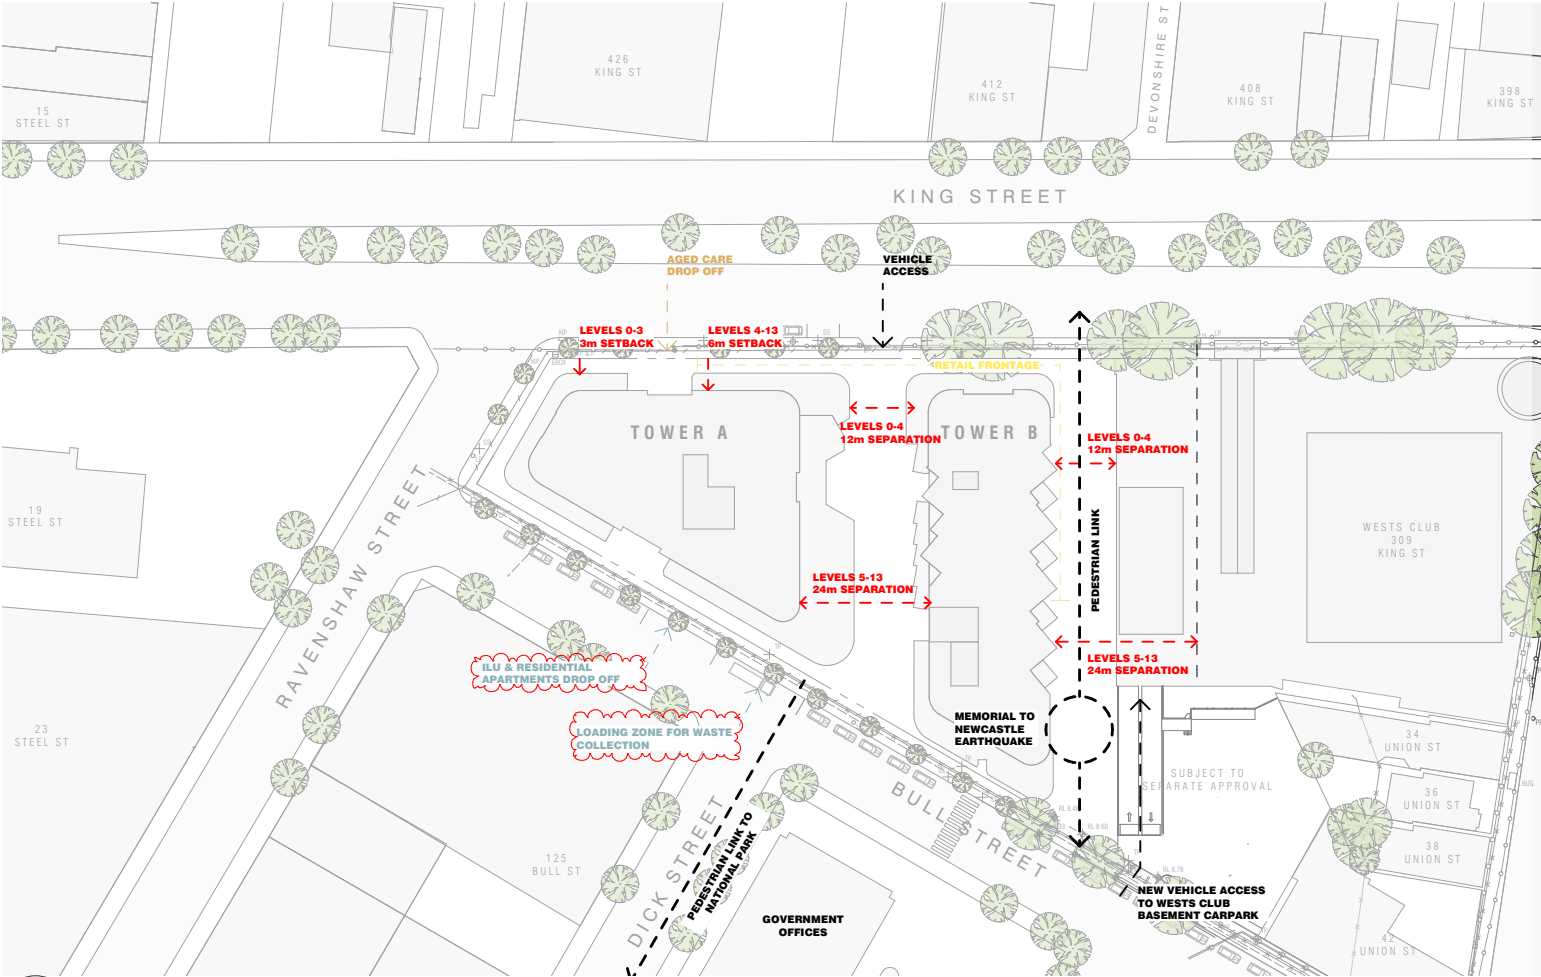 426
KING ST
412
KING ST
DEVONSHIRE ST
408
KING ST
398
KING ST
15
STEEL ST
KING STREET
AGED CARE
DROP OFF
VEHICLE
ACCESS
LEVELS 0-3
3m SETBACK
LEVELS 4-13
6m SETBACK
RETAIL FRONTAGE
TOWER A
LEVELS 0-4
12m SEPARATION
TOWER B
LEVELS 0-4
12m SEPARATION
RAVENSHAW STREET
19
STEEL ST
PEDESTRIAN LINK
WESTS CLUB
309
KING ST
LEVELS 5-13
24m SEPARATION
LEVELS 5-13
24m SEPARATION
ILU & RESIDENTIAL
APARTMENTS DROP OFF
LOADING ZONE FOR WASTE
COLLECTION
MEMORIAL TO
NEWCASTLE
EARTHQUAKE
23
STEEL ST
34
UNION ST
SUBJECT TO
SEPARATE APPROVAL
36
UNION ST
BULL STREET
38
UNION ST
125
BULL ST
DICK STREET
PEDESTRIAN LINK TO
NATIONAL PARK
RL 8.60
RL 8.78
NEW VEHICLE ACCESS
TO WESTS CLUB
BASEMENT CARPARK
GOVERNMENT
OFFICES
42
UNION ST